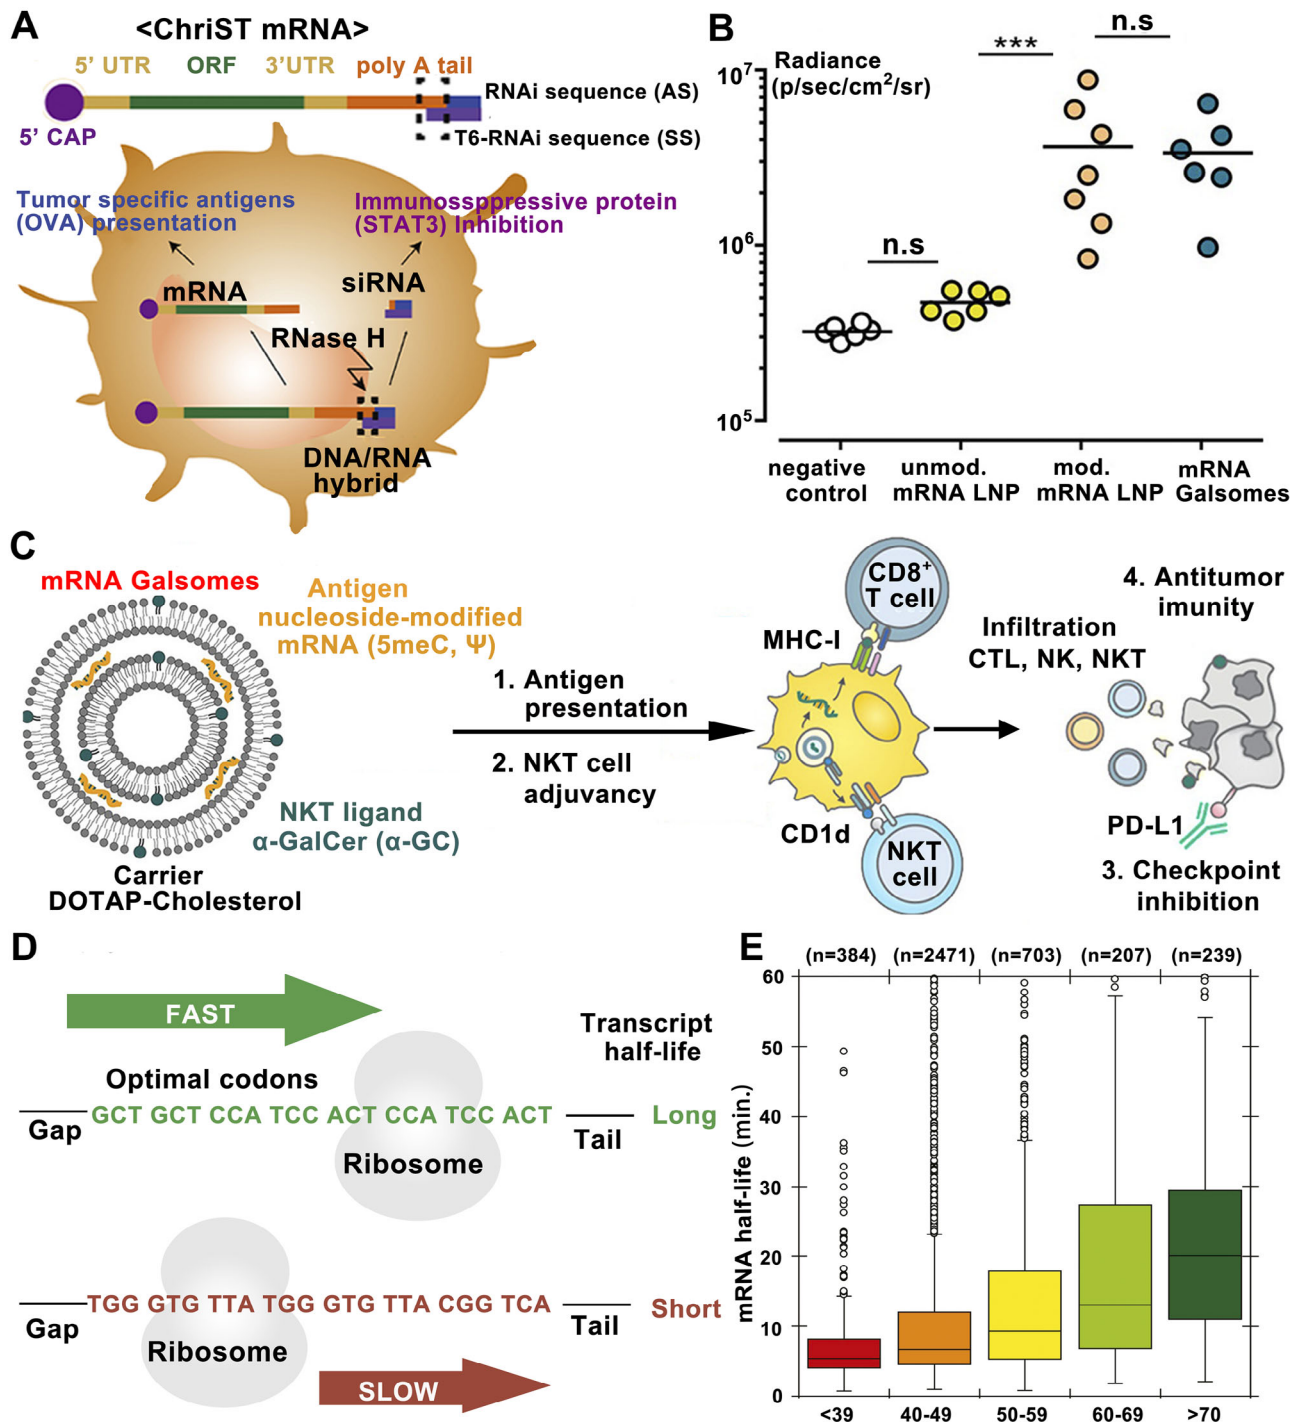 A
<ChriST mRNA>
5' UTR ORF 3'UTR poly A tail
RNAi sequence (AS)
5' CAP
T6-RNAi sequence (SS)
Tumor specific antigens
(OVA) presentation
Immunosppressive protein
(STAT3) Inhibition
mRNA
siRNA
RNase H
DNA/RNA
hybrid
B
Radiance
(p/sec/cm²/sr)
n.s
***
n.s
10⁷
10⁶
10⁵
negative
control
unmod.
mRNA LNP
mod.
mRNA LNP
mRNA
Galsomes
C
mRNA Galsomes
Antigen
nucleoside-modified
mRNA (5meC, Ψ)
NKT ligand
α-GalCer (α-GC)
Carrier
DOTAP-Cholesterol
1. Antigen
presentation
2. NKT cell
adjuvancy
CD8⁺
T cell
MHC-I
CD1d
NKT
cell
Infiltration
CTL, NK, NKT
4. Antitumor
imunity
PD-L1
3. Checkpoint
inhibition
D
FAST
Transcript
half-life
Optimal codons
GCT GCT CCA TCC ACT CCA TCC ACT
Gap
Tail
Long
Ribosome
TGG GTG TTA TGG GTG TTA CGG TCA
Gap
Tail
Short
Ribosome
SLOW
E
(n=384) (n=2471) (n=703) (n=207) (n=239)
mRNA half-life (min.)
60
50
40
30
20
10
0
<39 40-49 50-59 60-69 >70